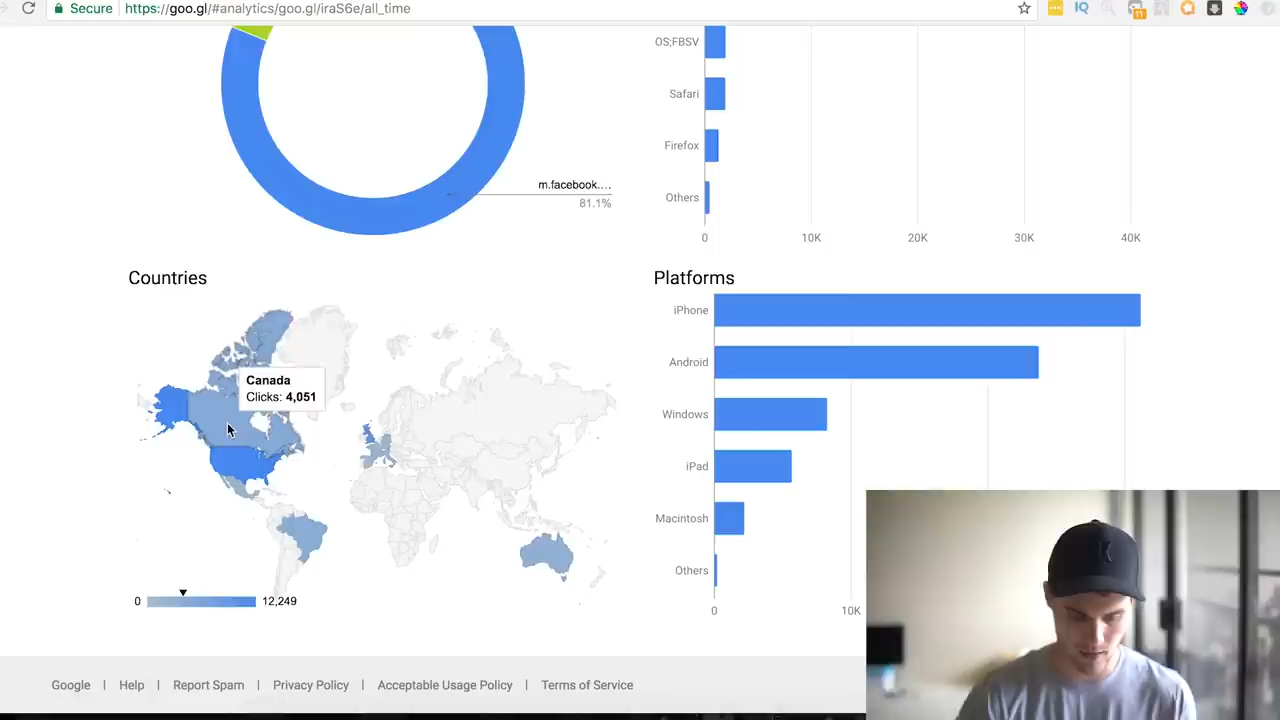 Secure
https://goo.gl/#analytics/goo.gl/iraS6e/all_time
IQ
11
OS;FBSV
Safari
Firefox
Others
0 10K 20K 30K 40K
m.facebook....
81.1%
Countries
Canada
Clicks: 4,051
0 12,249
Platforms
iPhone
Android
Windows
iPad
Macintosh
Others
0 10K
Google | Help | Report Spam | Privacy Policy | Acceptable Usage Policy | Terms of Service